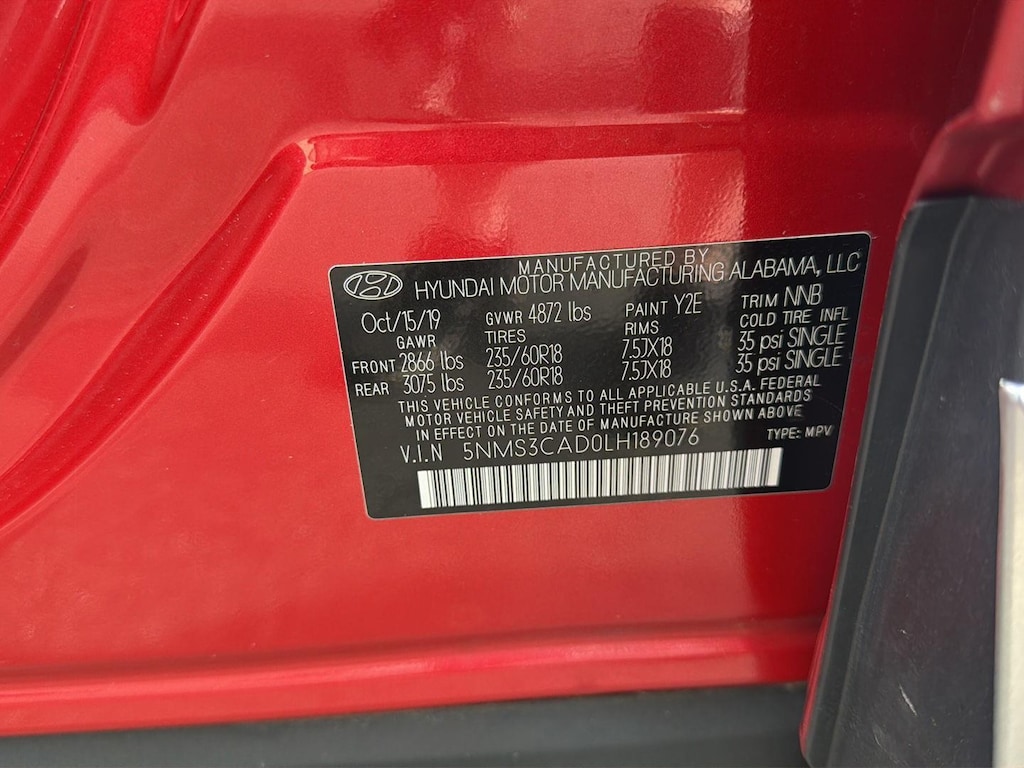 MANUFACTURED BY
HYUNDAI MOTOR MANUFACTURING ALABAMA, LLC
Oct/15/19 GVWR 4872 lbs PAINT Y2E TRIM NNB
GAWR TIRES RIMS COLD TIRE INFL
FRONT 2866 lbs 235/60R18 7.5JX18 35 psi SINGLE
REAR 3075 lbs 235/60R18 7.5JX18 35 psi SINGLE
THIS VEHICLE CONFORMS TO ALL APPLICABLE U.S.A. FEDERAL
MOTOR VEHICLE SAFETY AND THEFT PREVENTION STANDARDS
IN EFFECT ON THE DATE OF MANUFACTURE SHOWN ABOVE
V.I.N 5NMS3CAD0LH189076 TYPE: MPV